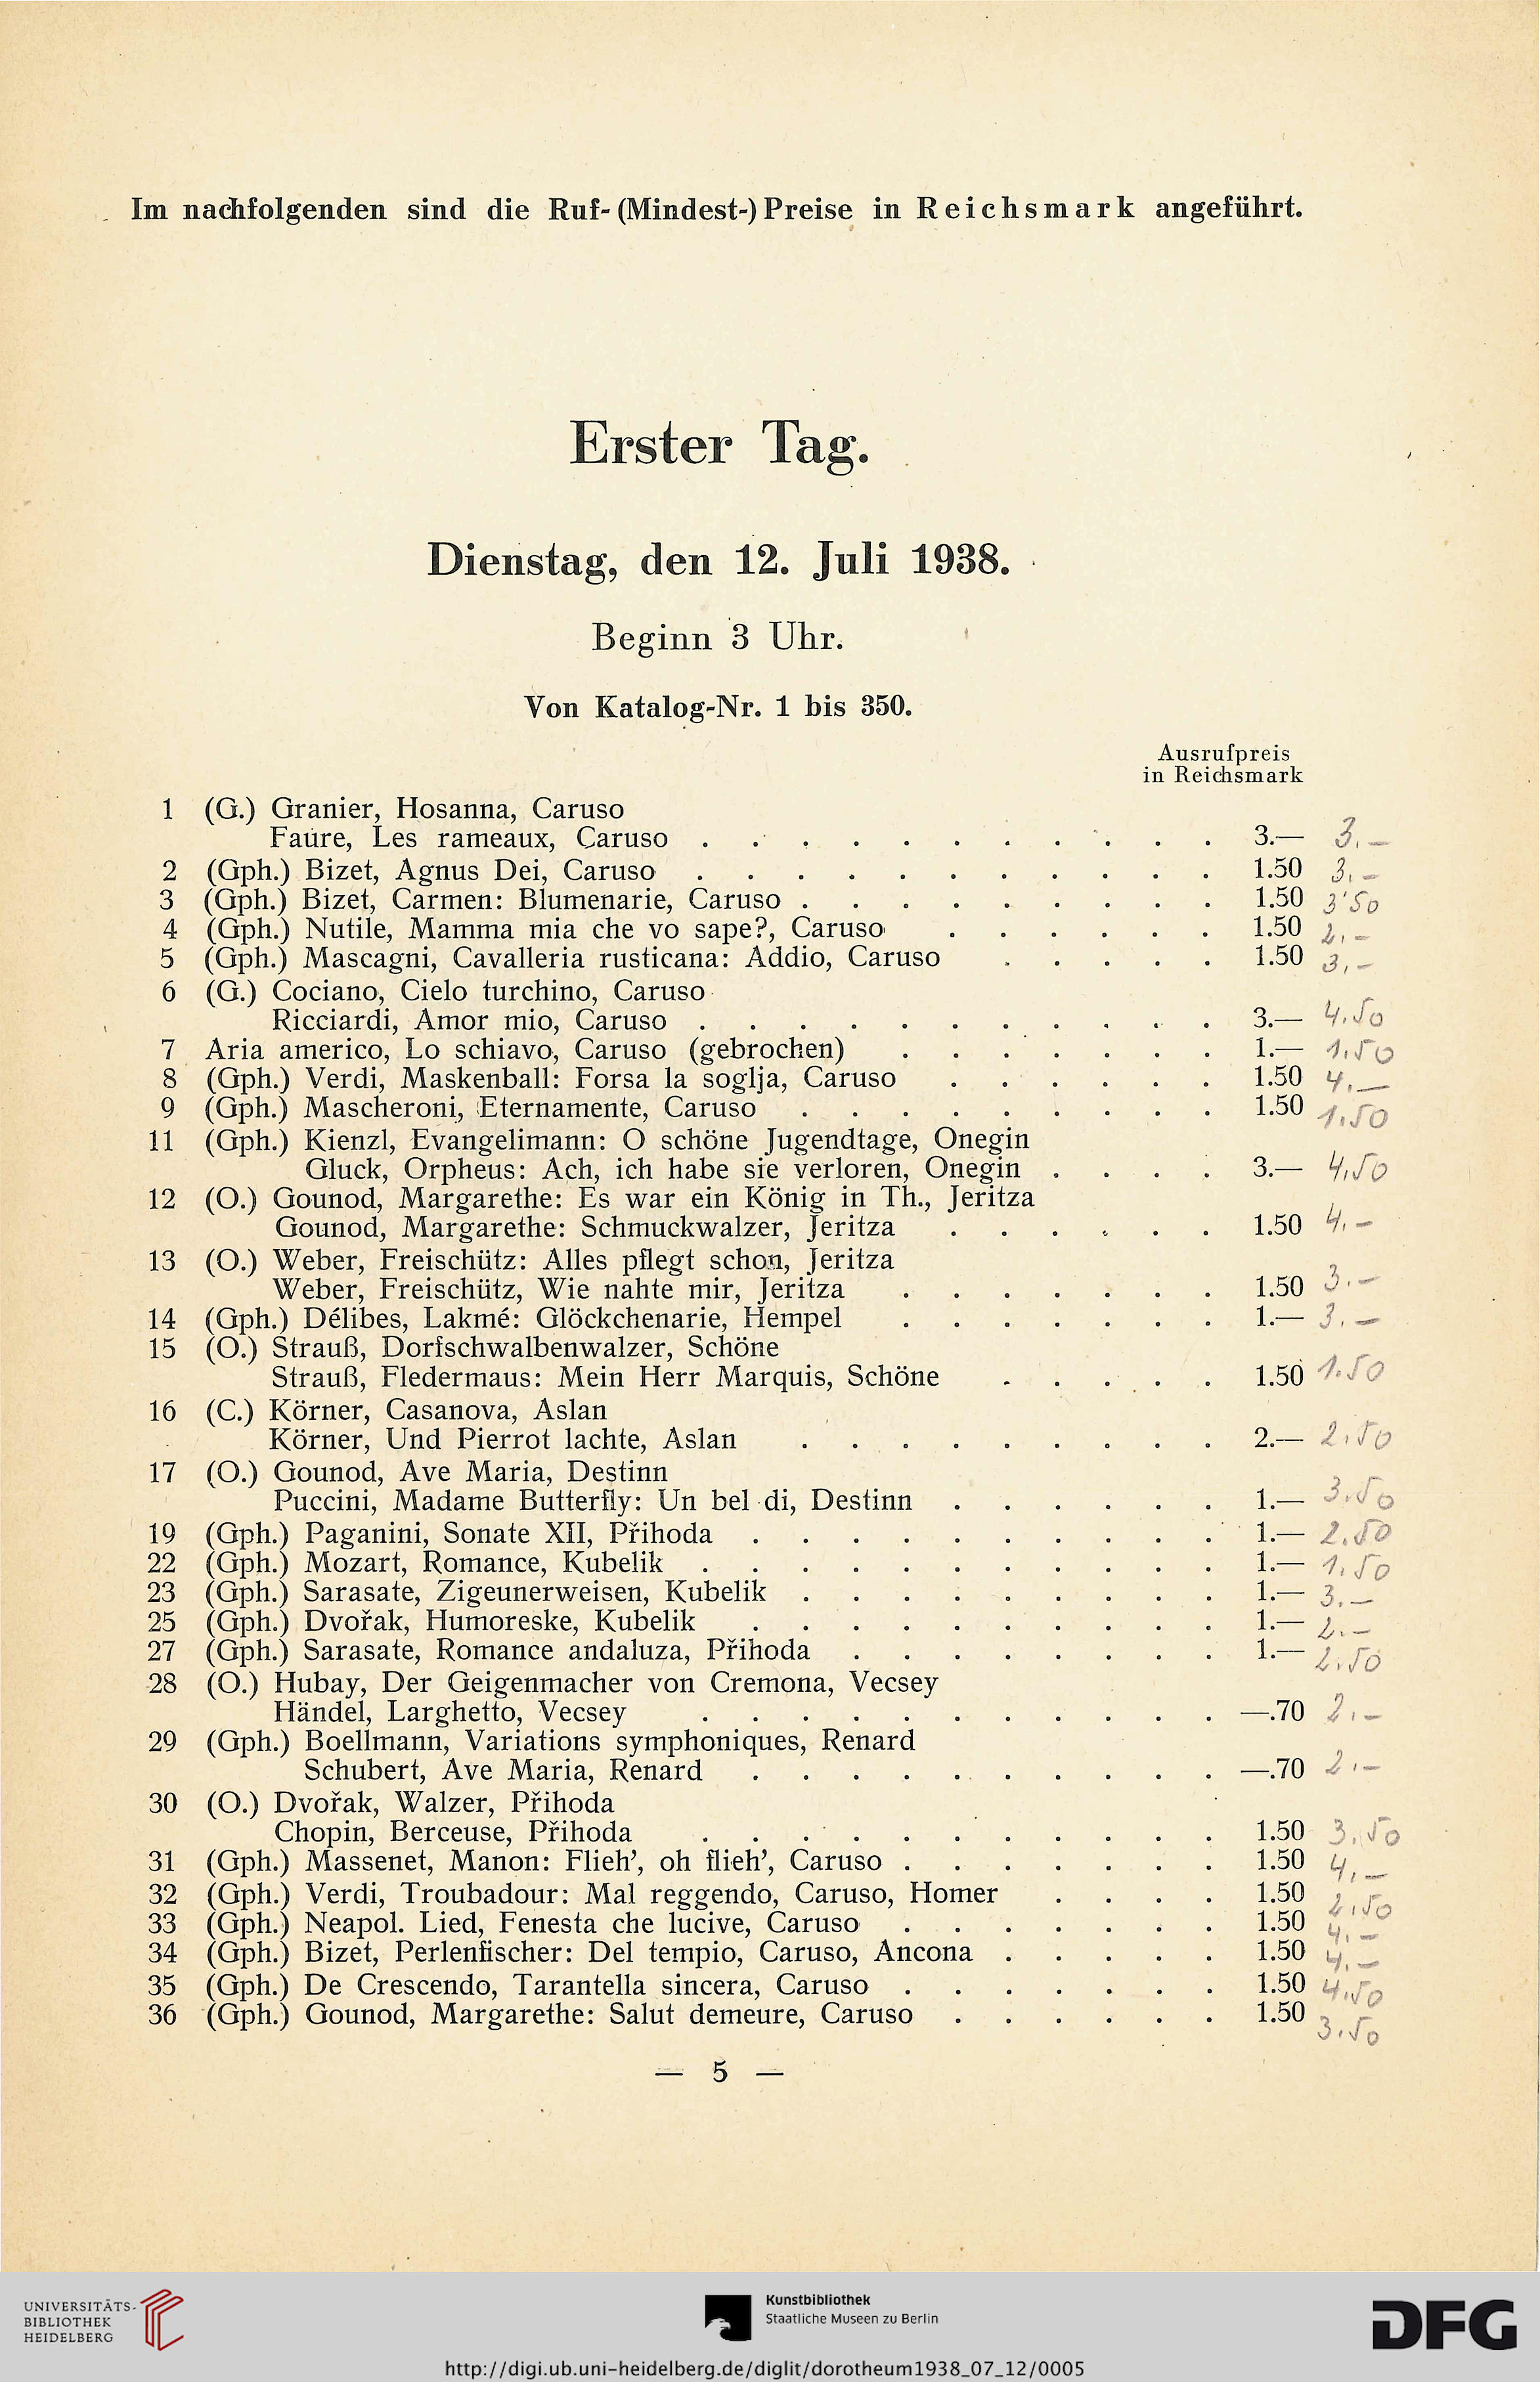 Im nachfolgenden sind die Ruf-(Mindest-)Preise in Reichsmark angeführt.
Erster Tag.
Dienstag, den 12. Juli 1938.
Beginn 3 Uhr.
Von Katalog-Nr. 1 bis 350.
Ausrufpreis
in Reichsmark
1 (G.) Granier, Hosanna, Caruso
Faure, Les rameaux, Caruso . . . . . . . . . . . 3.— 3.–
2 (Gph.) Bizet, Agnus Dei, Caruso . . . . . . . . . . . 1.50 3.–
3 (Gph.) Bizet, Carmen: Blumenarie, Caruso . . . . . . . . . 1.50 3'50
4 (Gph.) Nutile, Mamma mia che vo sape?, Caruso . . . . . . 1.50 2.–
5 (Gph.) Mascagni, Cavalleria rusticana: Addio, Caruso . . . . . 1.50 3,–
6 (G.) Cociano, Cielo turchino, Caruso
Ricciardi, Amor mio, Caruso . . . . . . . . . . . 3.— 4.50
7 Aria americo, Lo schiavo, Caruso (gebrochen) . . . . . . . 1.— 1,50
8 (Gph.) Verdi, Maskenball: Forsa la soglja, Caruso . . . . . . 1.50 4.—
9 (Gph.) Mascheroni, Eternamente, Caruso . . . . . . . . . 1.50 1.50
11 (Gph.) Kienzl, Evangelimann: O schöne Jugendtage, Onegin
Gluck, Orpheus: Ach, ich habe sie verloren, Onegin . . . . 3.— 4,50
12 (O.) Gounod, Margarethe: Es war ein König in Th., Jeritza
Gounod, Margarethe: Schmuckwalzer, Jeritza . . . . . . 1.50 4.–
13 (O.) Weber, Freischütz: Alles pflegt schon, Jeritza
Weber, Freischütz, Wie nahte mir, Jeritza . . . . . . . 1.50 3.–
14 (Gph.) Délibes, Lakmé: Glöckchenarie, Hempel . . . . . . . 1.— 3.–
15 (O.) Strauß, Dorfschwalbenwalzer, Schöne
Strauß, Fledermaus: Mein Herr Marquis, Schöne . . . . . 1.50 1.50
16 (C.) Körner, Casanova, Aslan
Körner, Und Pierrot lachte, Aslan . . . . . . . . . 2.— 2.50
17 (O.) Gounod, Ave Maria, Destinn
Puccini, Madame Butterfly: Un bel di, Destinn . . . . . . 1.— 3.50
19 (Gph.) Paganini, Sonate XII, Přihoda . . . . . . . . . . 1.— 2.50
22 (Gph.) Mozart, Romance, Kubelik . . . . . . . . . . . 1.— 1.50
23 (Gph.) Sarasate, Zigeunerweisen, Kubelik . . . . . . . . . 1.— 3.–
25 (Gph.) Dvořak, Humoreske, Kubelik . . . . . . . . . . 1.— 2.–
27 (Gph.) Sarasate, Romance andaluza, Přihoda . . . . . . . . 1.— 2.50
28 (O.) Hubay, Der Geigenmacher von Cremona, Vecsey
Händel, Larghetto, Vecsey . . . . . . . . . . . —.70 2.–
29 (Gph.) Boellmann, Variations symphoniques, Renard
Schubert, Ave Maria, Renard . . . . . . . . . . —.70 2.–
30 (O.) Dvořak, Walzer, Přihoda
Chopin, Berceuse, Přihoda . . . . . . . . . . . 1.50 3.50
31 (Gph.) Massenet, Manon: Flieh’, oh flieh’, Caruso . . . . . . . 1.50 4,–
32 (Gph.) Verdi, Troubadour: Mal reggendo, Caruso, Homer . . . . 1.50 2.50
33 (Gph.) Neapol. Lied, Fenesta che lucive, Caruso . . . . . . . 1.50 4.–
34 (Gph.) Bizet, Perlenfischer: Del tempio, Caruso, Ancona . . . . . 1.50 4.–
35 (Gph.) De Crescendo, Tarantella sincera, Caruso . . . . . . . 1.50 4.50
36 (Gph.) Gounod, Margarethe: Salut demeure, Caruso . . . . . . 1.50 3.50
— 5 —
UNIVERSITÄTS-
BIBLIOTHEK
HEIDELBERG
Kunstbibliothek
Staatliche Museen zu Berlin
DFG
http://digi.ub.uni-heidelberg.de/diglit/dorotheum1938_07_12/0005